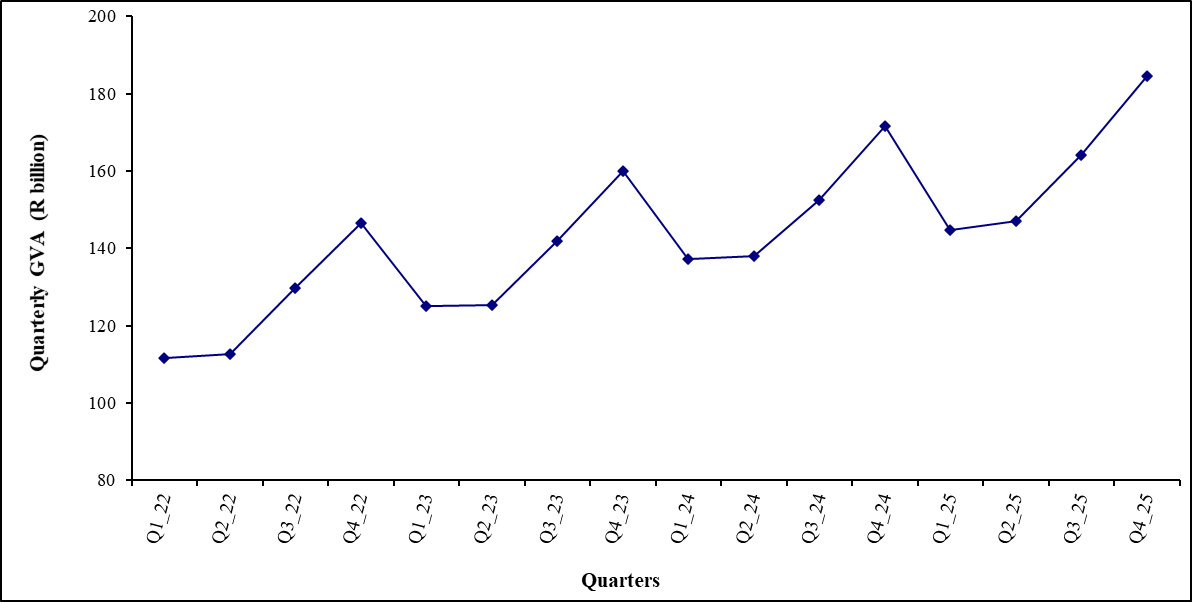 200
180
160
140
120
100
80
Quarterly GVA (R billion)
Q1_22
Q2_22
Q3_22
Q4_22
Q1_23
Q2_23
Q3_23
Q4_23
Q1_24
Q2_24
Q3_24
Q4_24
Q1_25
Q2_25
Q3_25
Q4_25
Quarters